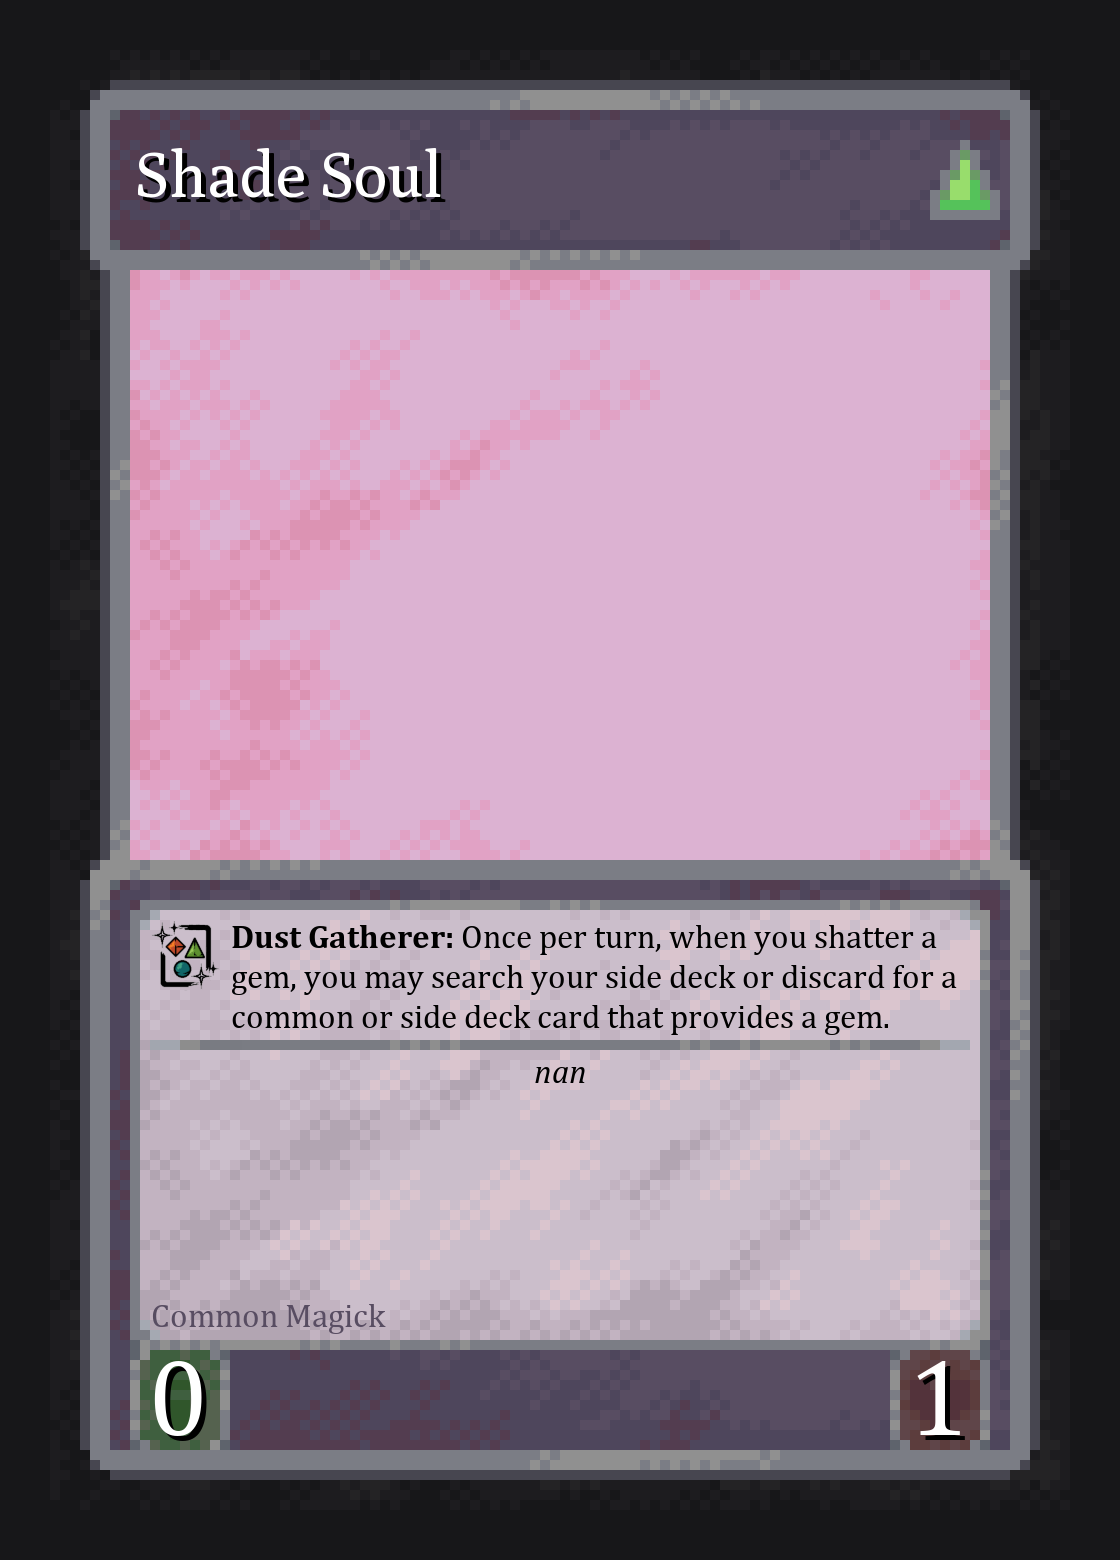 Shade Soul
Dust Gatherer: Once per turn, when you shatter a
gem, you may search your side deck or discard for a
common or side deck card that provides a gem.
nan
Common Magick
0
1